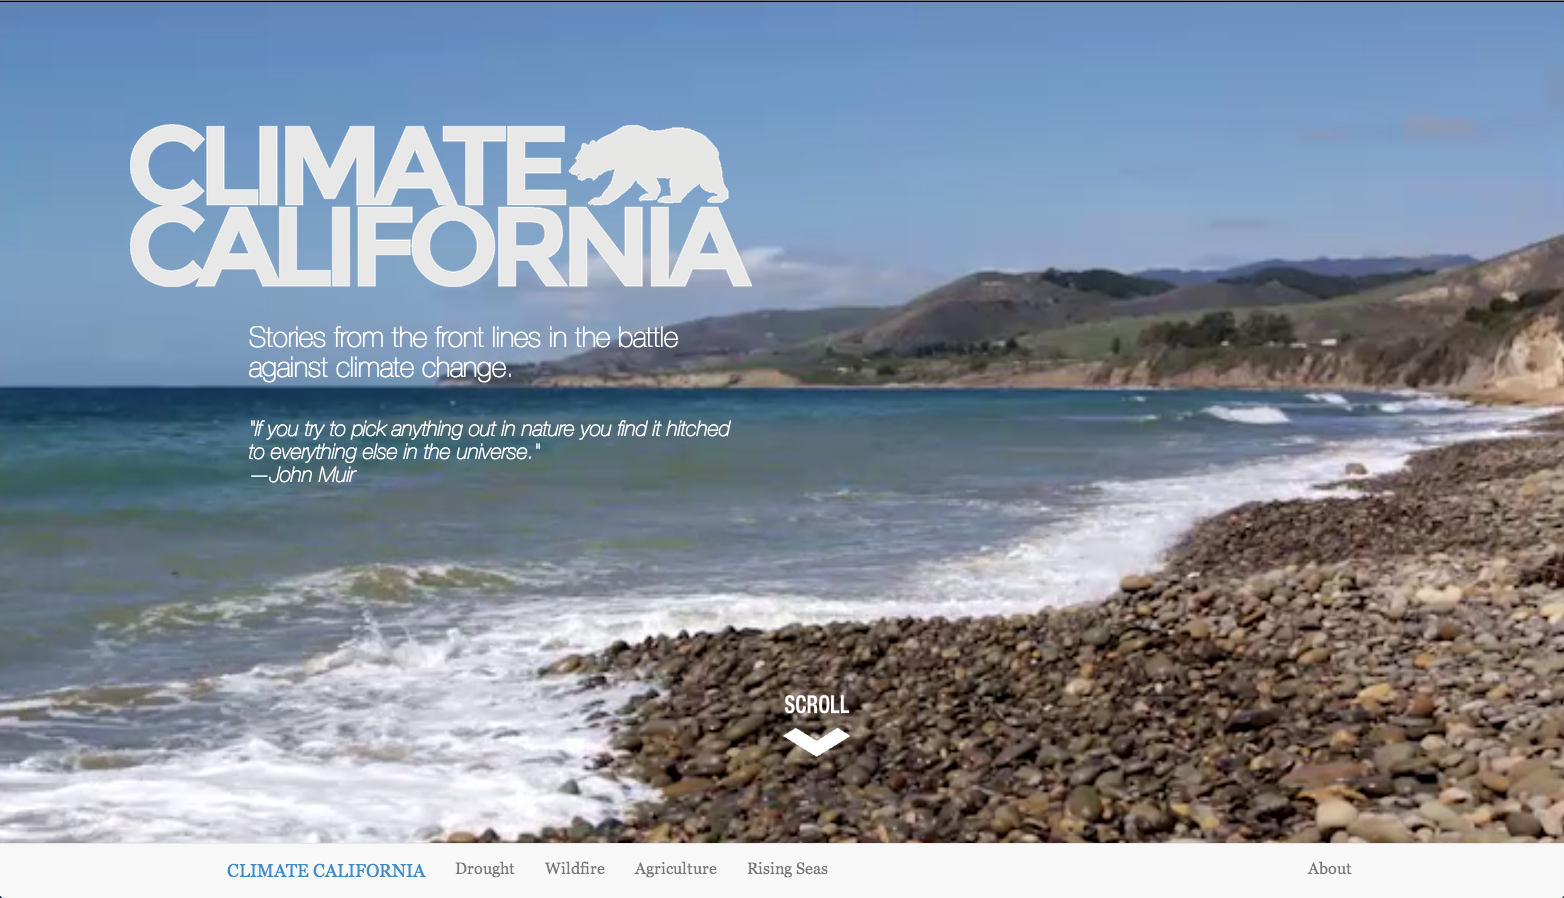 CLIMATE
CALIFORNIA
Stories from the front lines in the battle
against climate change.
"If you try to pick anything out in nature you find it hitched
to everything else in the universe."
—John Muir
SCROLL
CLIMATE CALIFORNIA Drought Wildfire Agriculture Rising Seas About